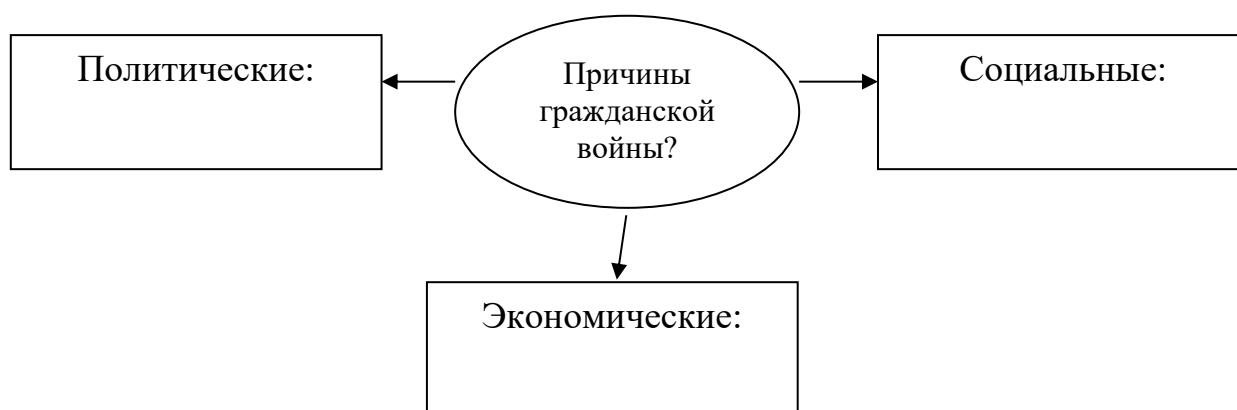 Политические:
Причины
гражданской
войны?
Социальные:
Экономические: